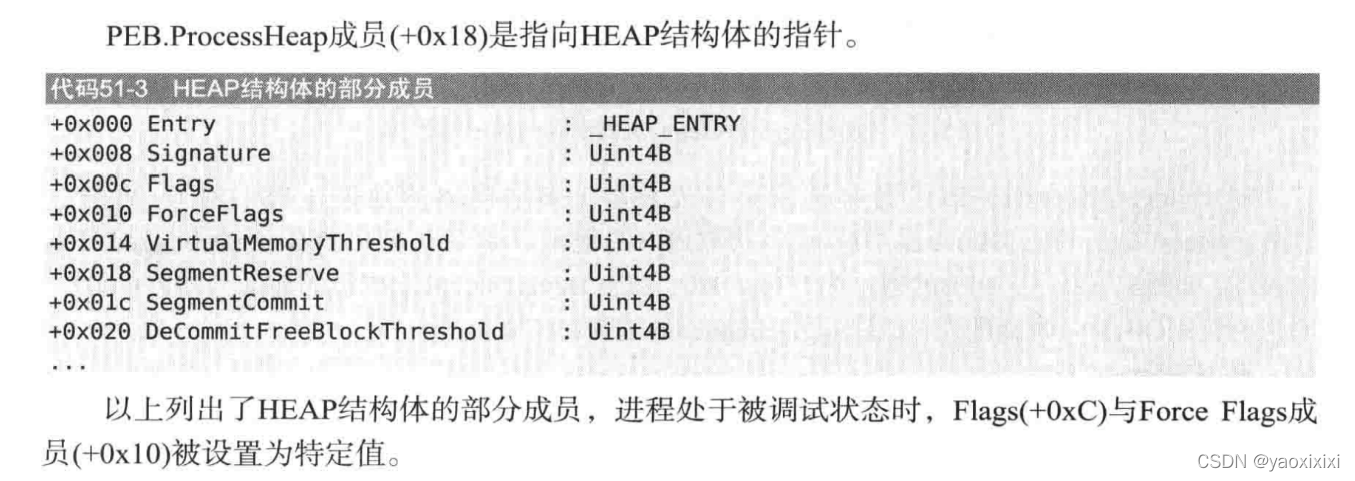 PEB.ProcessHeap成员(+0x18)是指向HEAP结构体的指针。
代码51-3 HEAP结构体的部分成员
+0x000 Entry : _HEAP_ENTRY
+0x008 Signature : Uint4B
+0x00c Flags : Uint4B
+0x010 ForceFlags : Uint4B
+0x014 VirtualMemoryThreshold : Uint4B
+0x018 SegmentReserve : Uint4B
+0x01c SegmentCommit : Uint4B
+0x020 DeCommitFreeBlockThreshold : Uint4B
...
以上列出了HEAP结构体的部分成员，进程处于被调试状态时，Flags(+0xC)与Force Flags成
员(+0x10)被设置为特定值。
CSDN @yaoxixixi